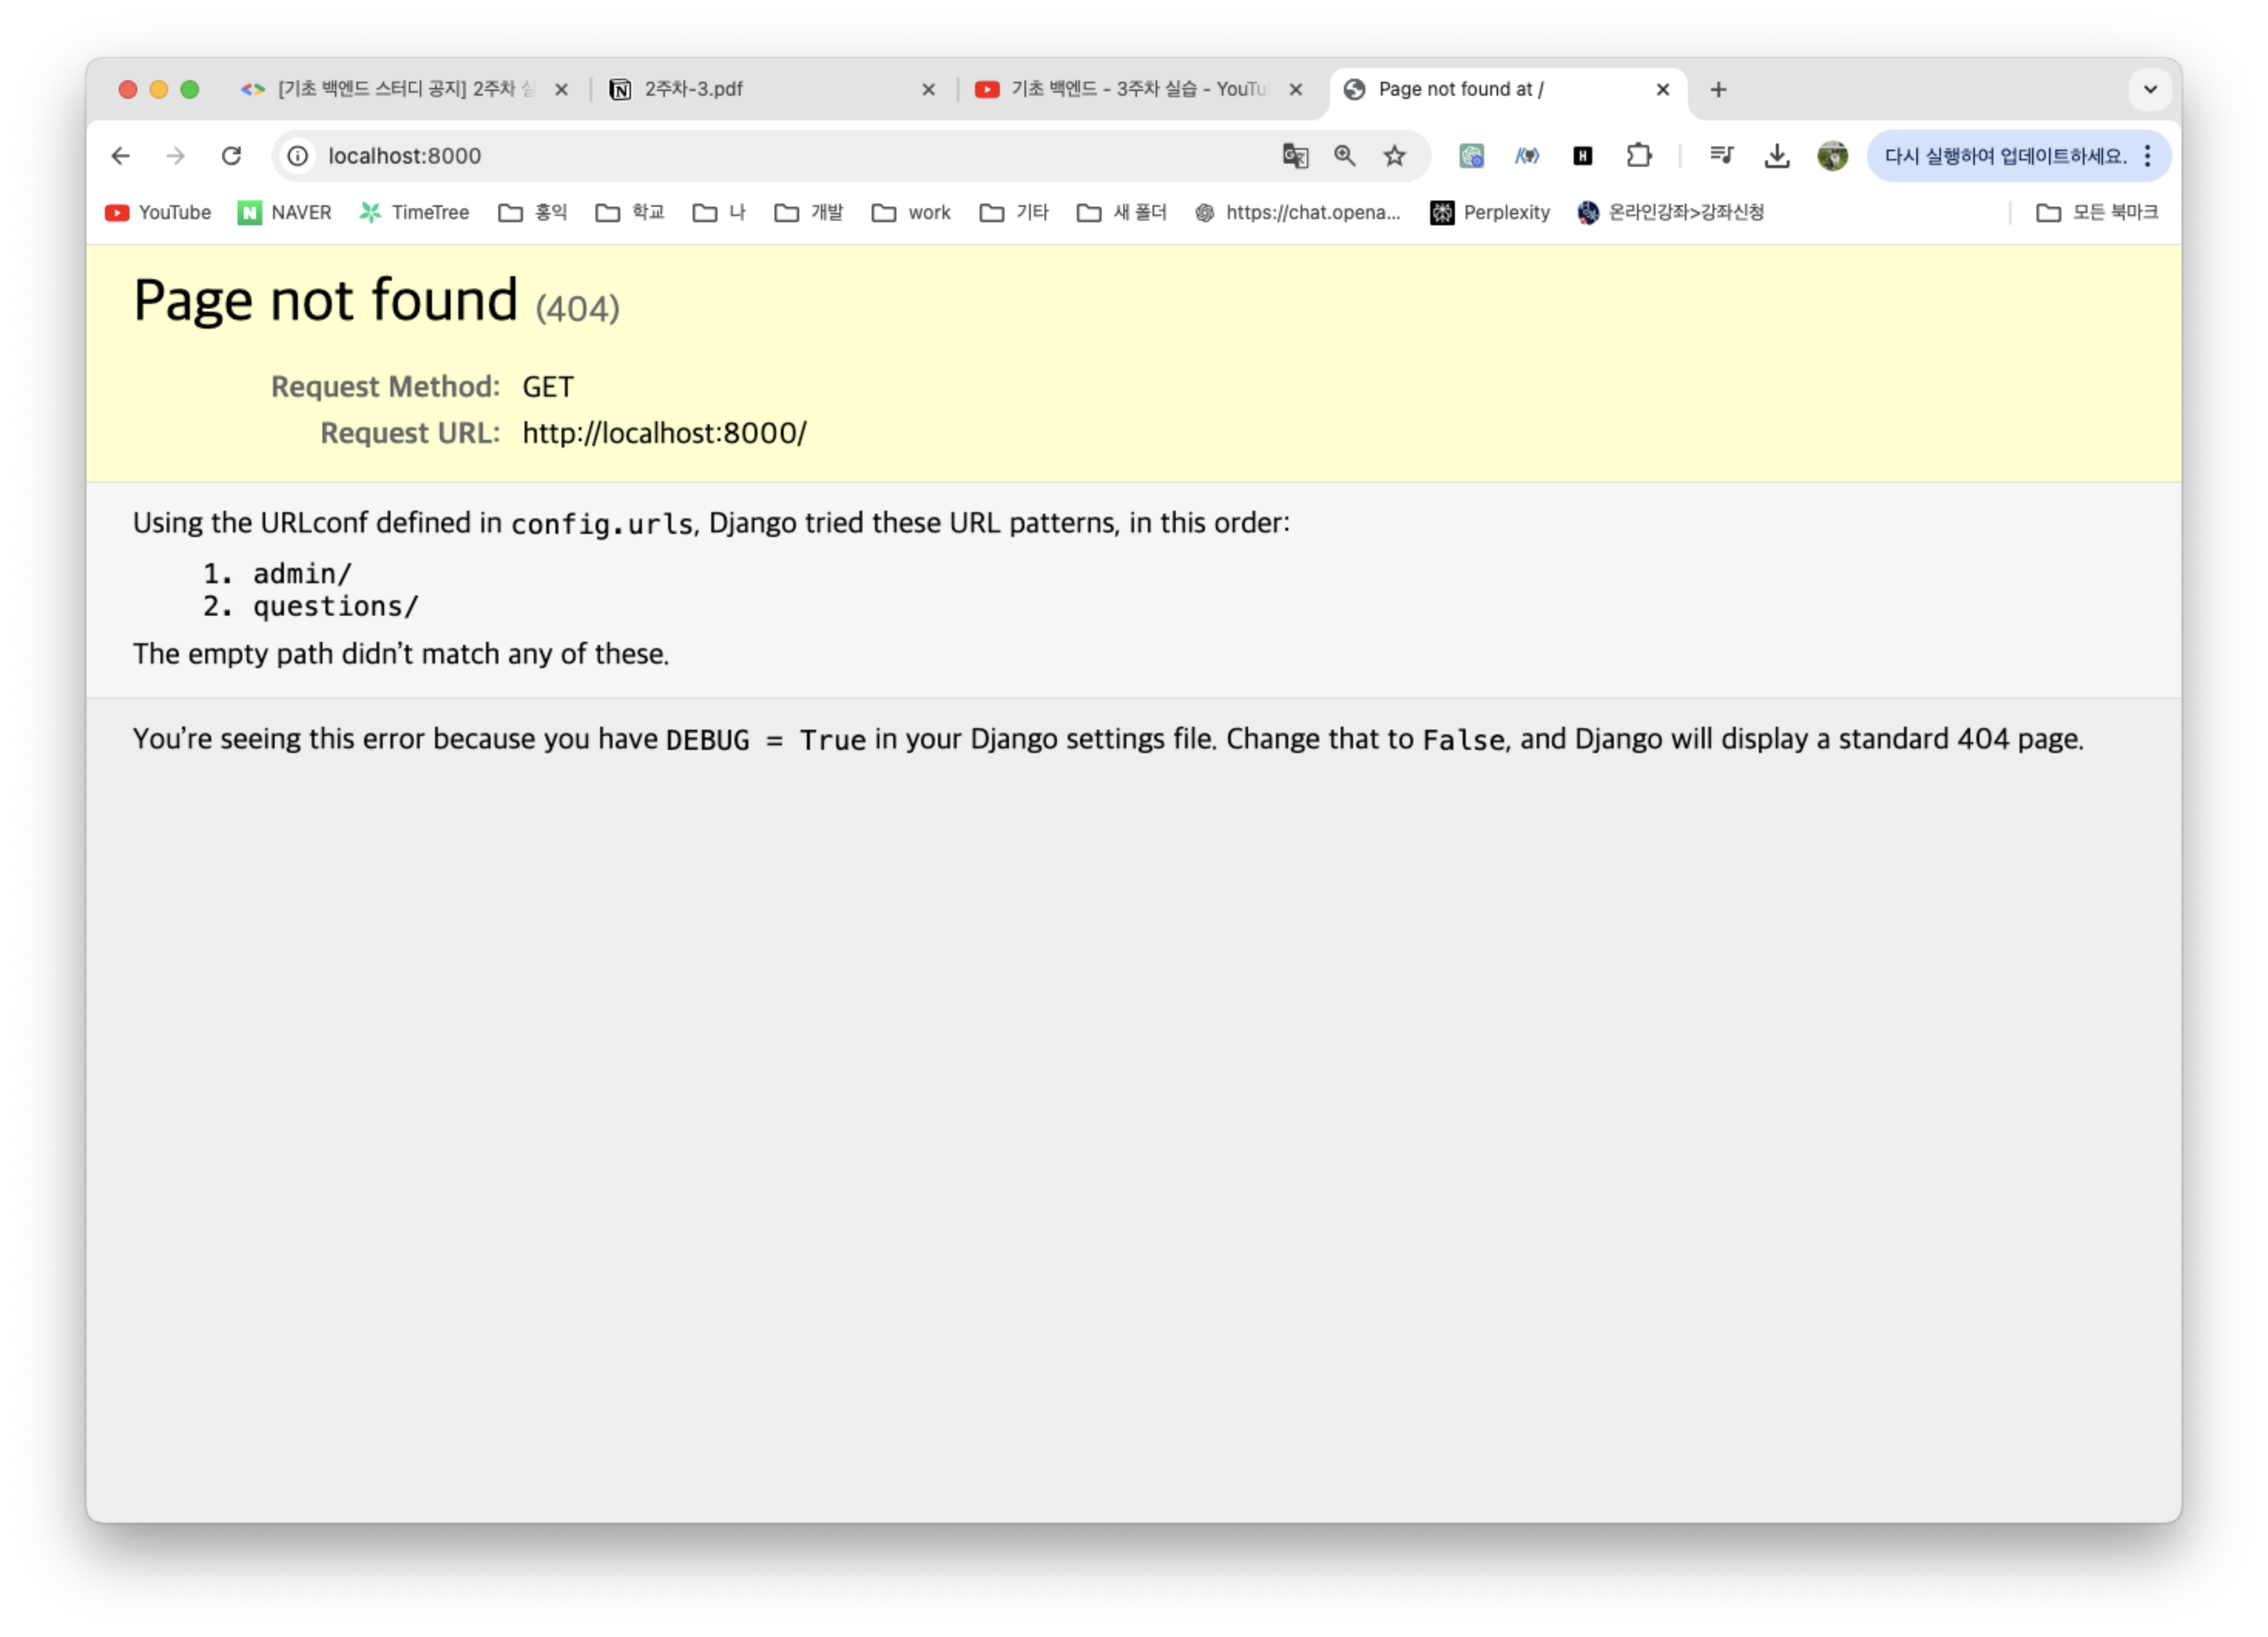 [기초 백엔드 스터디 공지] 2주차 2주차-3.pdf 기초 백엔드 - 3주차 실습 - YouTu Page not found at /
localhost:8000 다시 실행하여 업데이트하세요.
YouTube NAVER TimeTree 홍익 학교 나 개발 work 기타 새 폴더 https://chat.opena... Perplexity 온라인강좌>강좌신청 모든 북마크
Page not found (404)
Request Method: GET
Request URL: http://localhost:8000/
Using the URLconf defined in config.urls, Django tried these URL patterns, in this order:
1. admin/
2. questions/
The empty path didn’t match any of these.
You’re seeing this error because you have DEBUG = True in your Django settings file. Change that to False, and Django will display a standard 404 page.